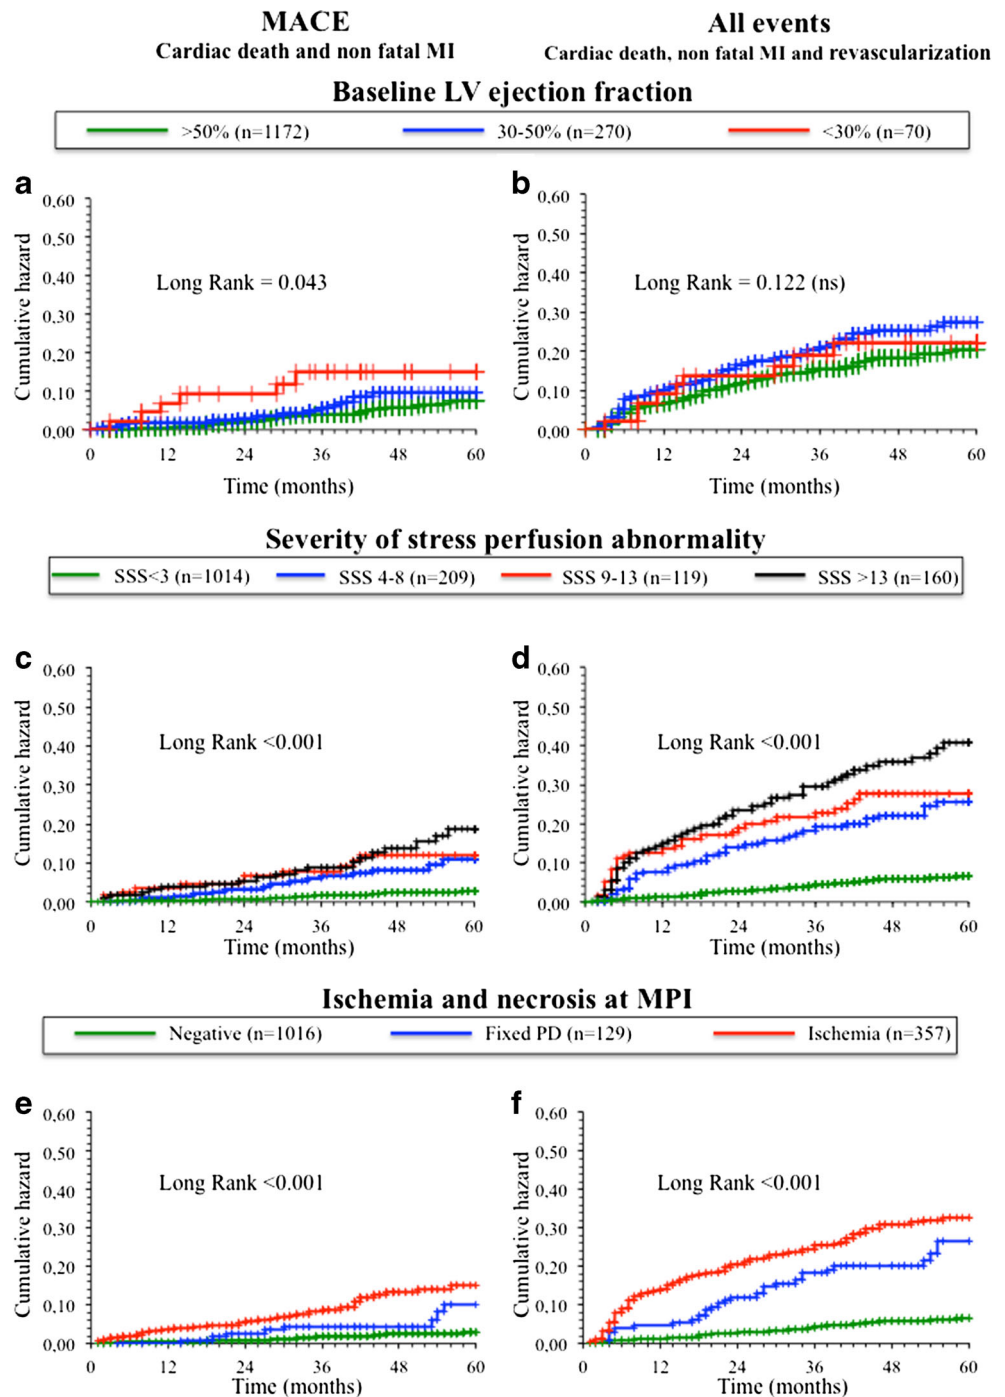 MACE
Cardiac death and non fatal MI
All events
Cardiac death, non fatal MI and revascularization
Baseline LV ejection fraction
>50% (n=1172) 30-50% (n=270) <30% (n=70)
a
0,60
0,50
0,40
0,30
0,20
0,10
0,00
Cumulative hazard
Long Rank = 0.043
0 12 24 36 48 60
Time (months)
b
0,60
0,50
0,40
0,30
0,20
0,10
0,00
Cumulative hazard
Long Rank = 0.122 (ns)
0 12 24 36 48 60
Time (months)
Severity of stress perfusion abnormality
SSS<3 (n=1014) SSS 4-8 (n=209) SSS 9-13 (n=119) SSS >13 (n=160)
c
0,60
0,50
0,40
0,30
0,20
0,10
0,00
Cumulative hazard
Long Rank <0.001
0 12 24 36 48 60
Time (months)
d
0,60
0,50
0,40
0,30
0,20
0,10
0,00
Cumulative hazard
Long Rank <0.001
0 12 24 36 48 60
Time (months)
Ischemia and necrosis at MPI
Negative (n=1016) Fixed PD (n=129) Ischemia (n=357)
e
0,60
0,50
0,40
0,30
0,20
0,10
0,00
Cumulative hazard
Long Rank <0.001
0 12 24 36 48 60
Time (months)
f
0,60
0,50
0,40
0,30
0,20
0,10
0,00
Cumulative hazard
Long Rank <0.001
0 12 24 36 48 60
Time (months)